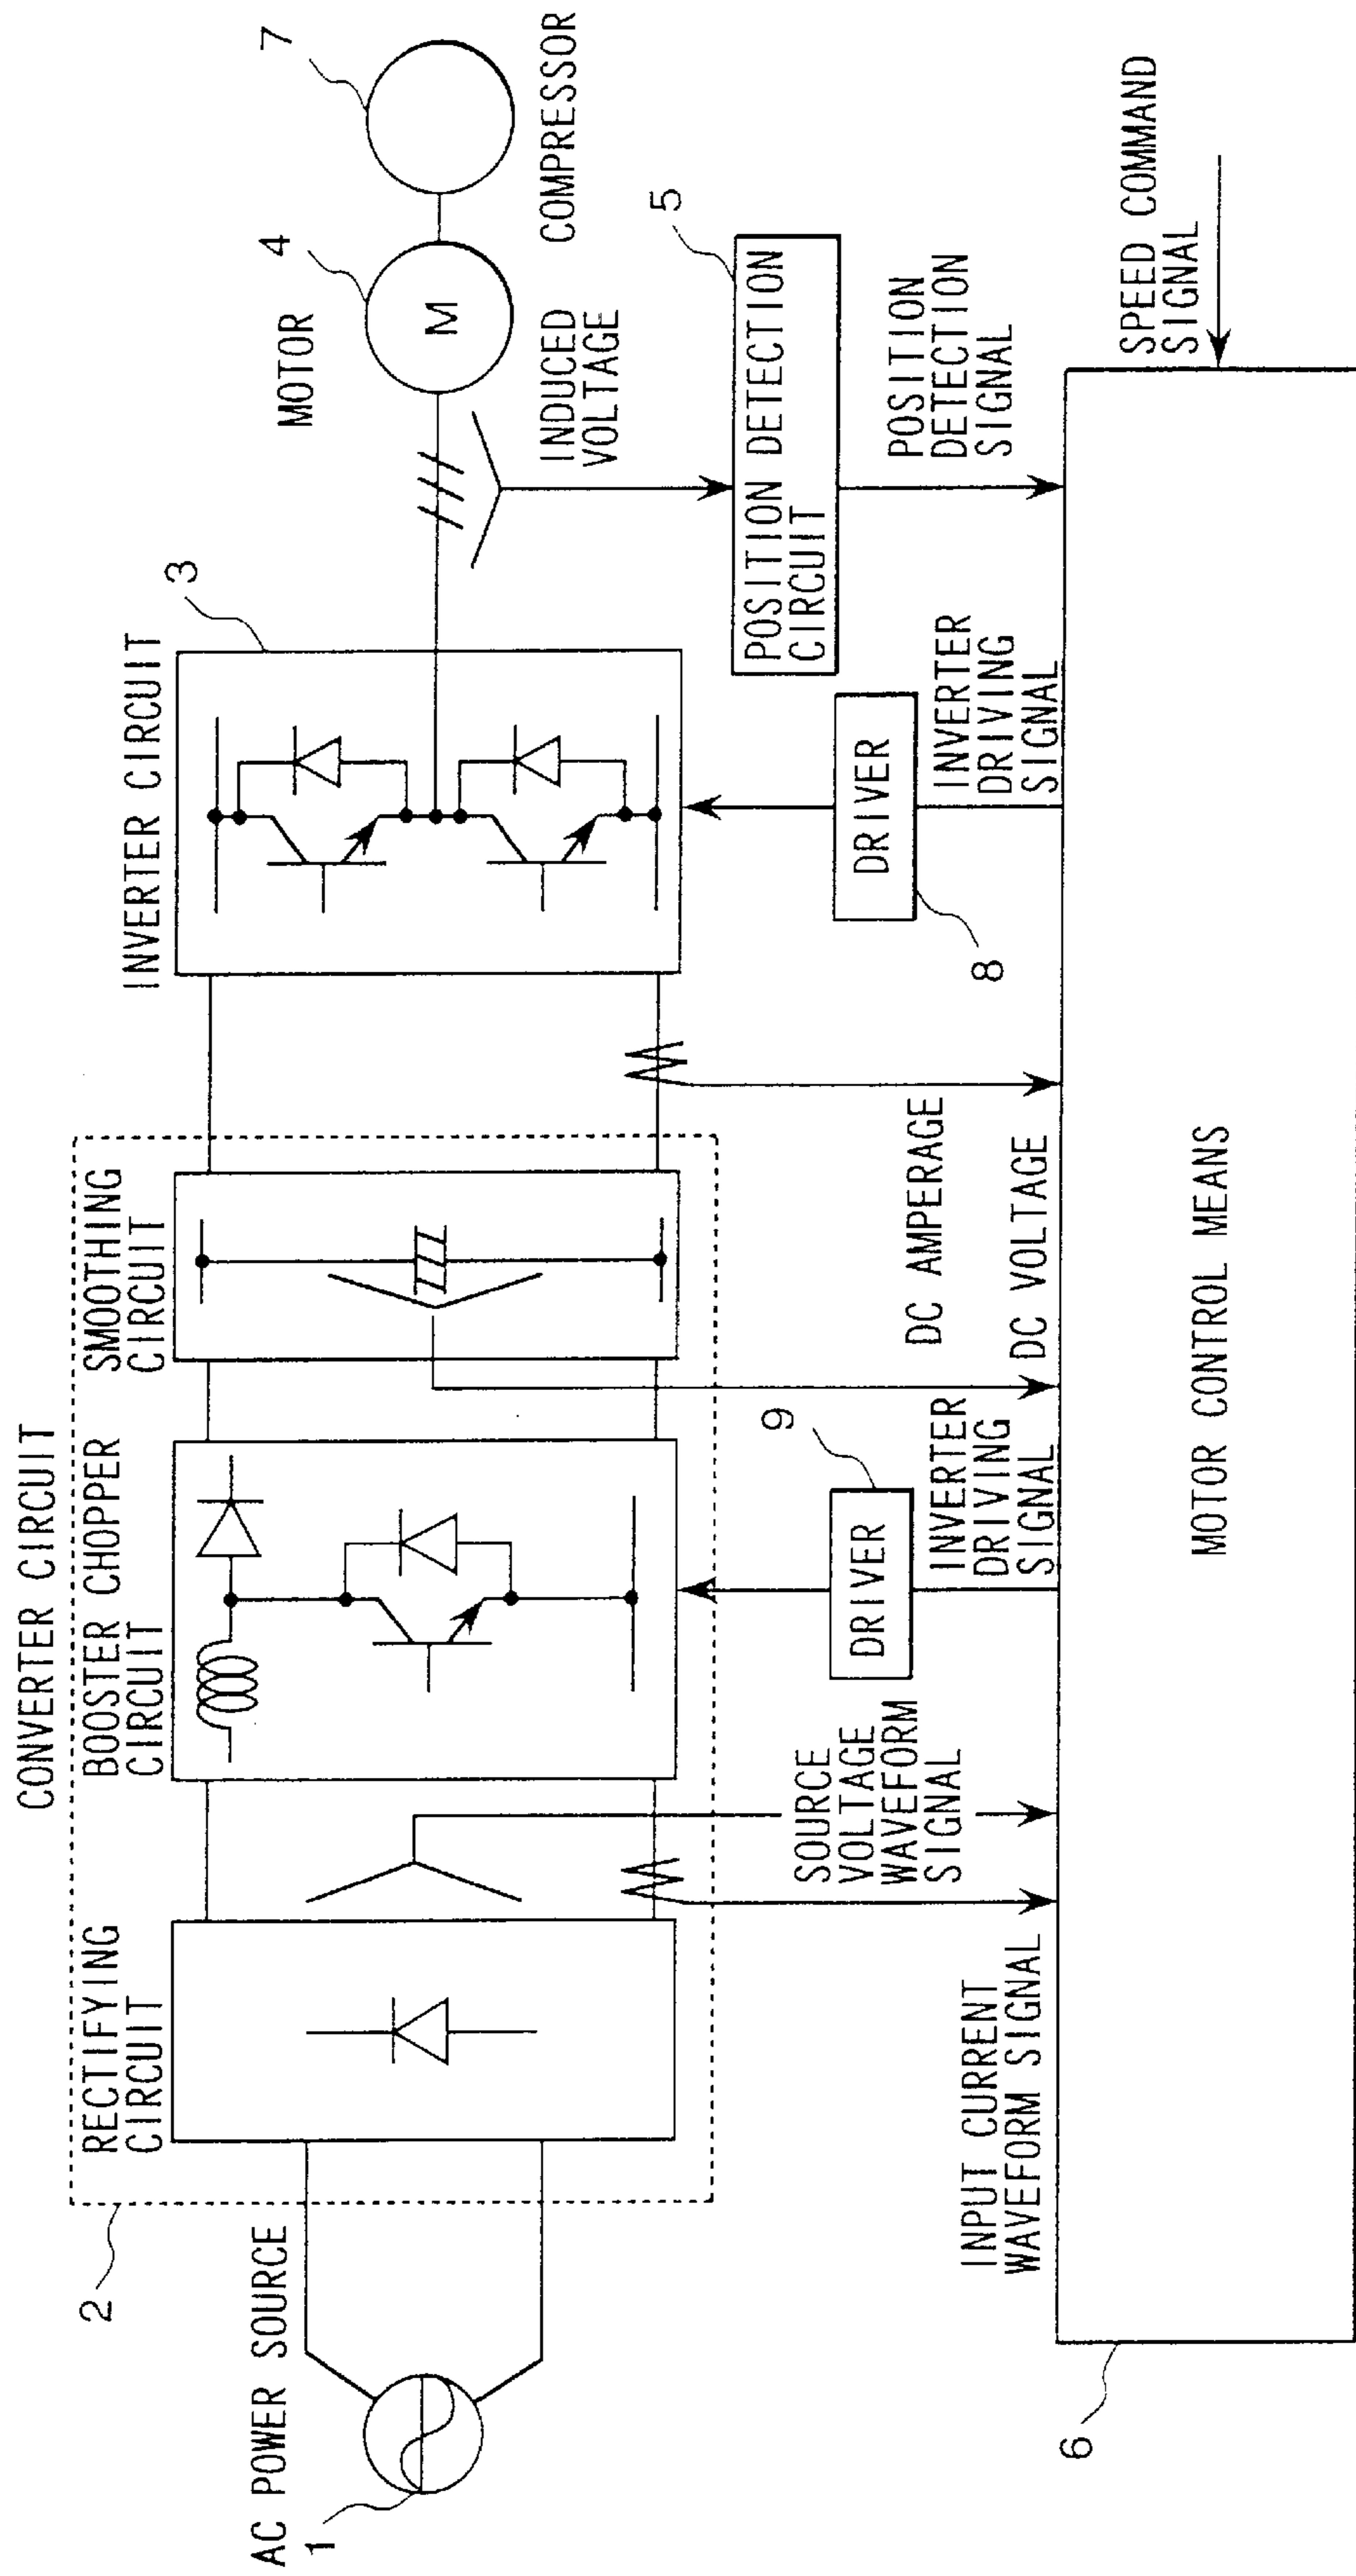 CONVERTER CIRCUIT
RECTIFYING
CIRCUIT
BOOSTER CHOPPER
CIRCUIT
SMOOTHING
CIRCUIT
INVERTER CIRCUIT
3
MOTOR
4
7
M
COMPRESSOR
2
AC POWER SOURCE
1
INDUCED
VOLTAGE
5
POSITION DETECTION
CIRCUIT
POSITION
DETECTION
SIGNAL
SOURCE
VOLTAGE
WAVEFORM
SIGNAL
INPUT CURRENT
WAVEFORM SIGNAL
9
DRIVER
INVERTER
DRIVING
SIGNAL
DC AMPERAGE
DC VOLTAGE
8
DRIVER
INVERTER
DRIVING
SIGNAL
SPEED COMMAND
SIGNAL
6
MOTOR CONTROL MEANS